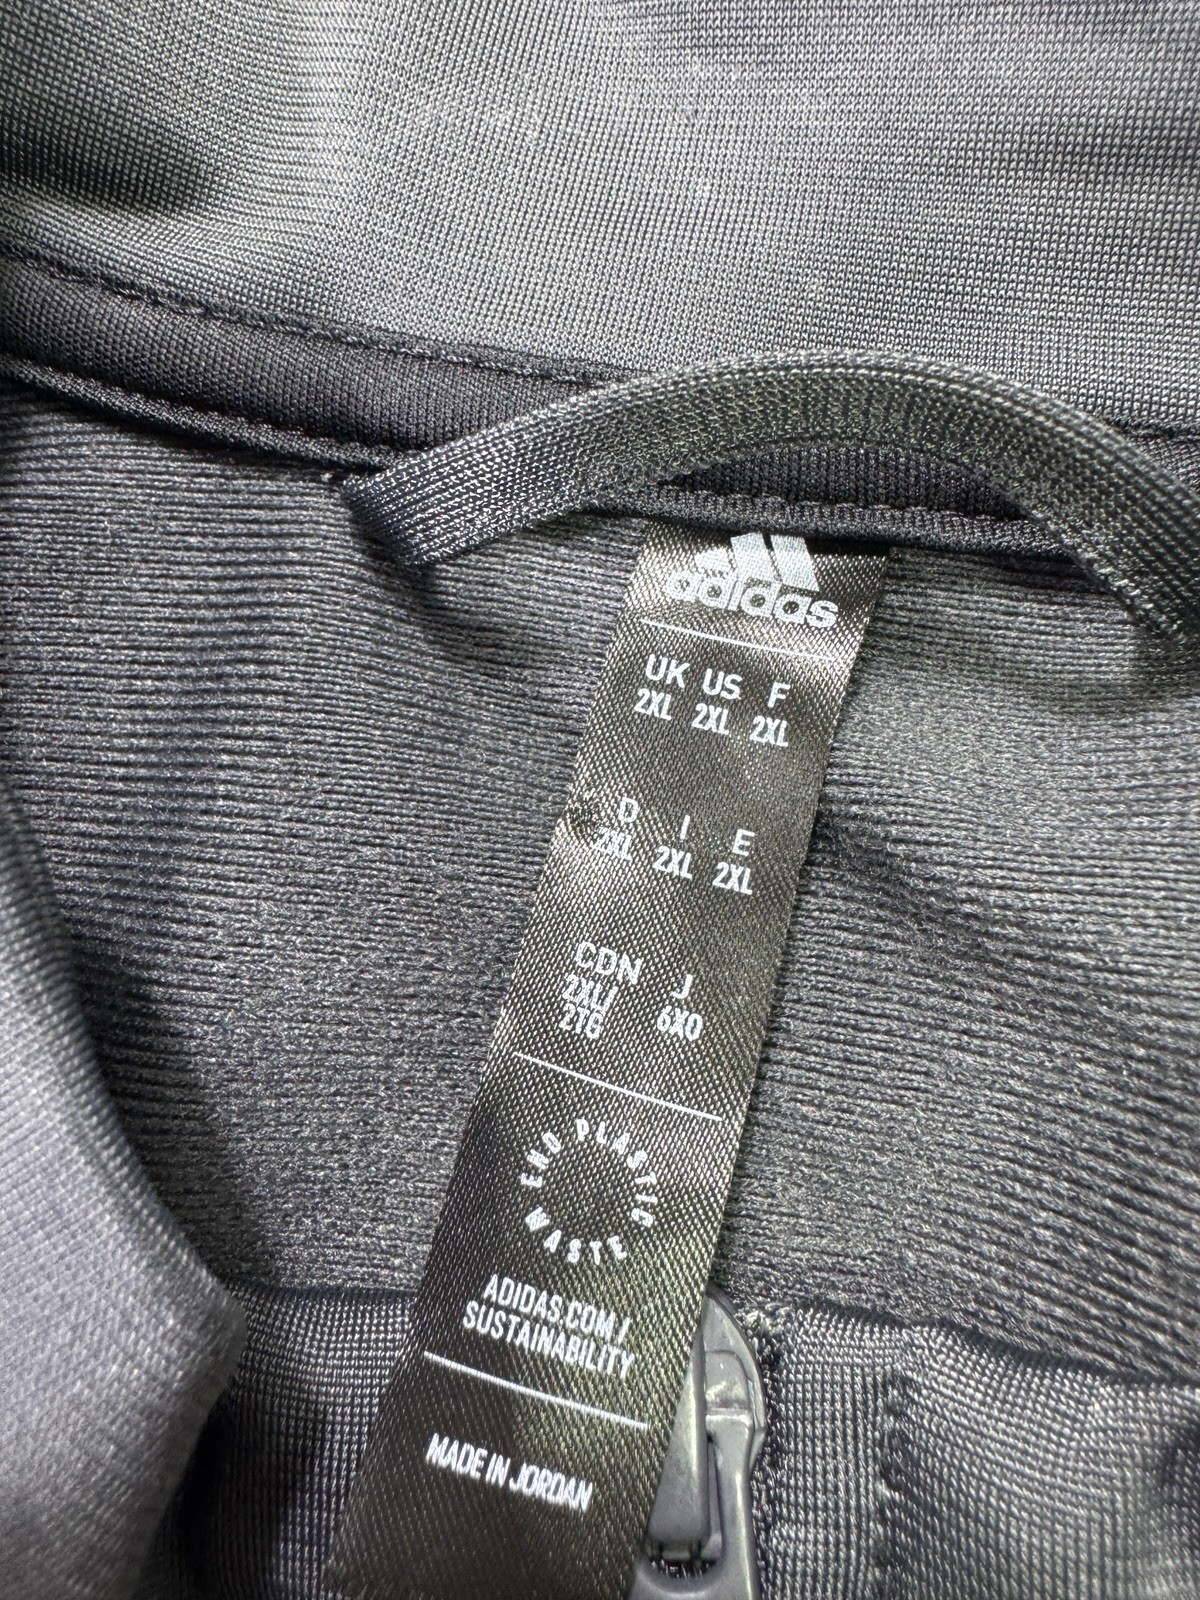 adidas
UK US F
2XL 2XL 2XL
D I E
2XL 2XL 2XL
CDN J
2XL/ 6XO
2TG
END PLASTIC WASTE
ADIDAS.COM/
SUSTAINABILITY
MADE IN JORDAN